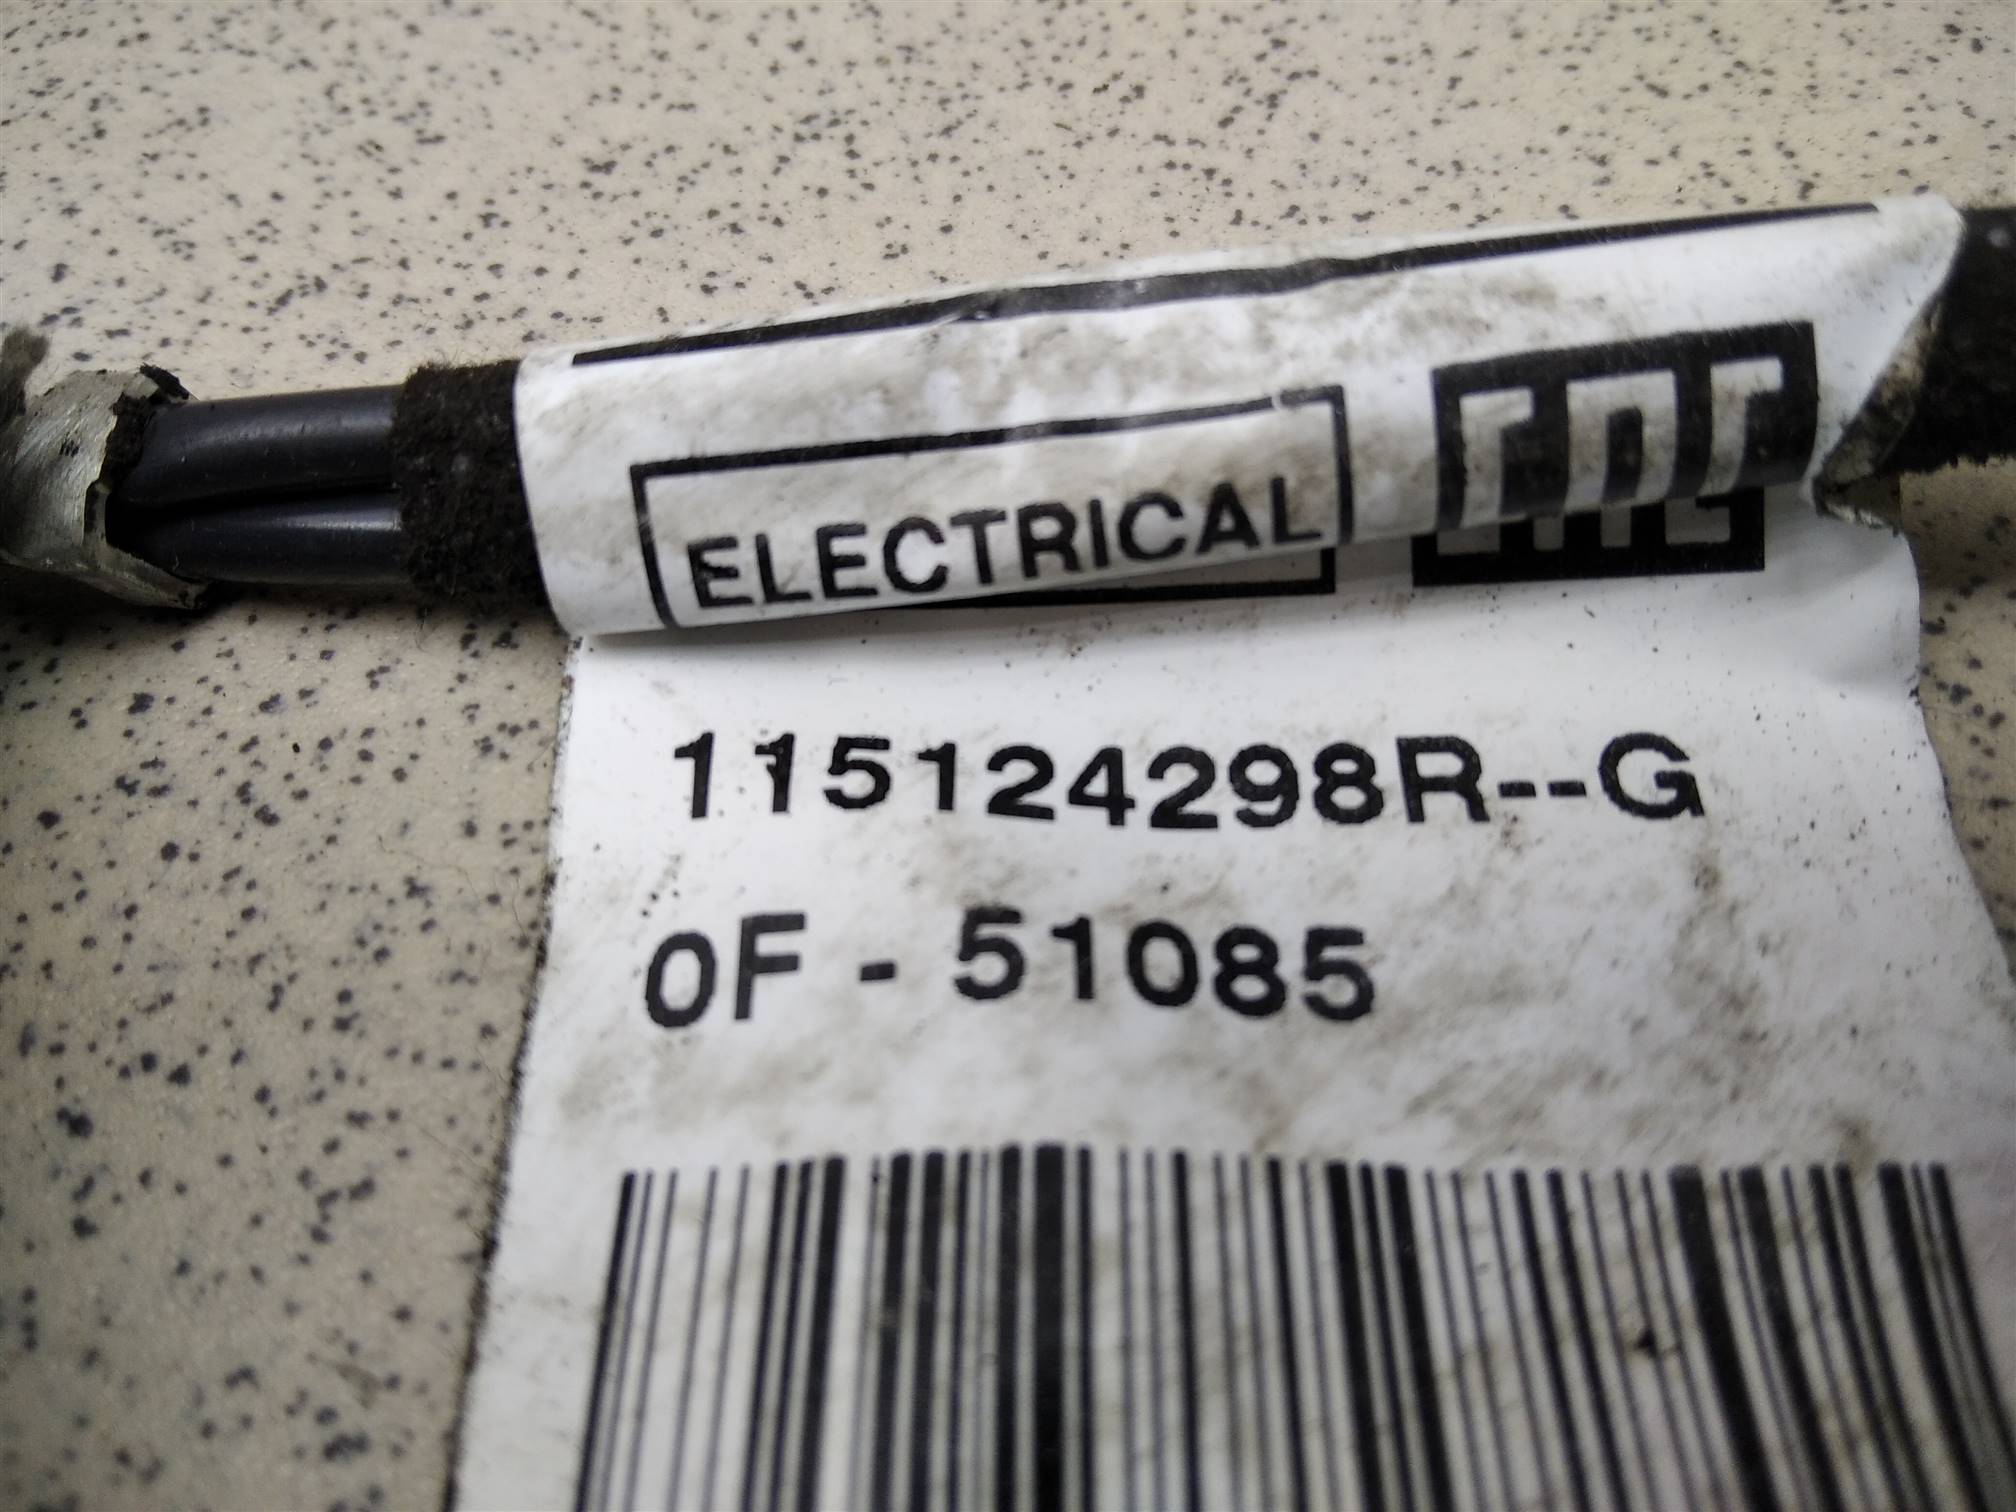 ELECTRICAL
115124298R--G
0F - 51085